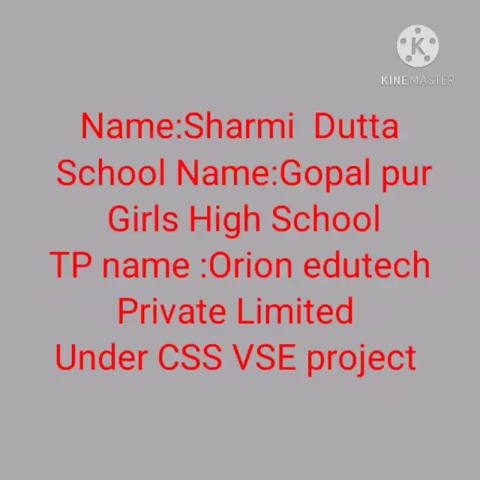 K
KINEMASTER
Name:Sharmi  Dutta
School Name:Gopal pur
Girls High School
TP name :Orion edutech
Private Limited
Under CSS VSE project